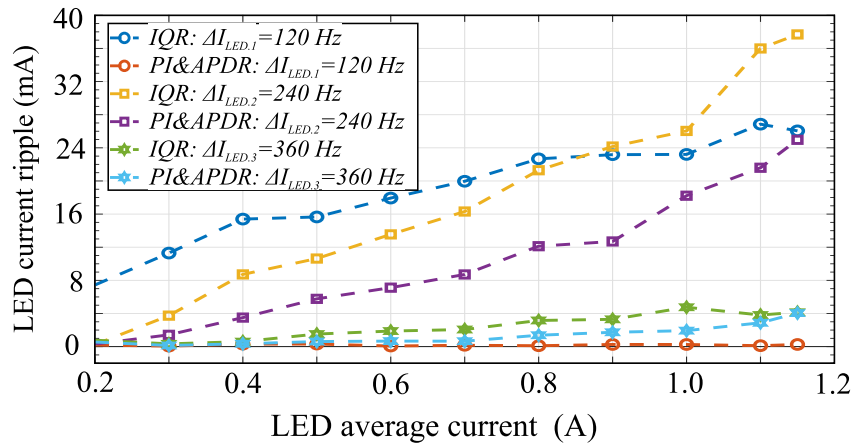 40
32
24
16
8
0
LED current ripple (mA)
IQR: ΔI_LED.1=120 Hz
PI&APDR: ΔI_LED.1=120 Hz
IQR: ΔI_LED.2=240 Hz
PI&APDR: ΔI_LED.2=240 Hz
IQR: ΔI_LED.3=360 Hz
PI&APDR: ΔI_LED.3=360 Hz
0.2 0.4 0.6 0.8 1.0 1.2
LED average current (A)